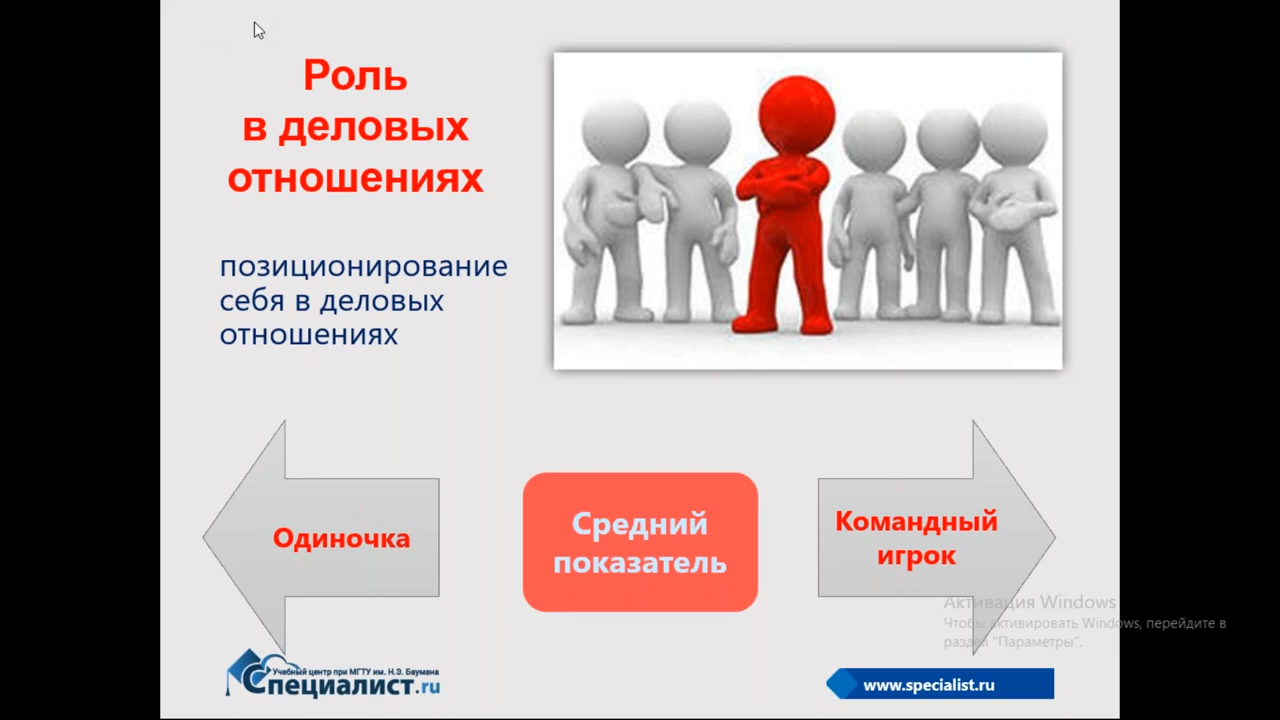 Роль
в деловых
отношениях
позиционирование
себя в деловых
отношениях
Одиночка
Средний
показатель
Командный
игрок
Активация Windows
Чтобы активировать Windows, перейдите в
раздел "Параметры".
Учебный центр при МГТУ им. Н.Э. Баумана
Специалист.ru
www.specialist.ru